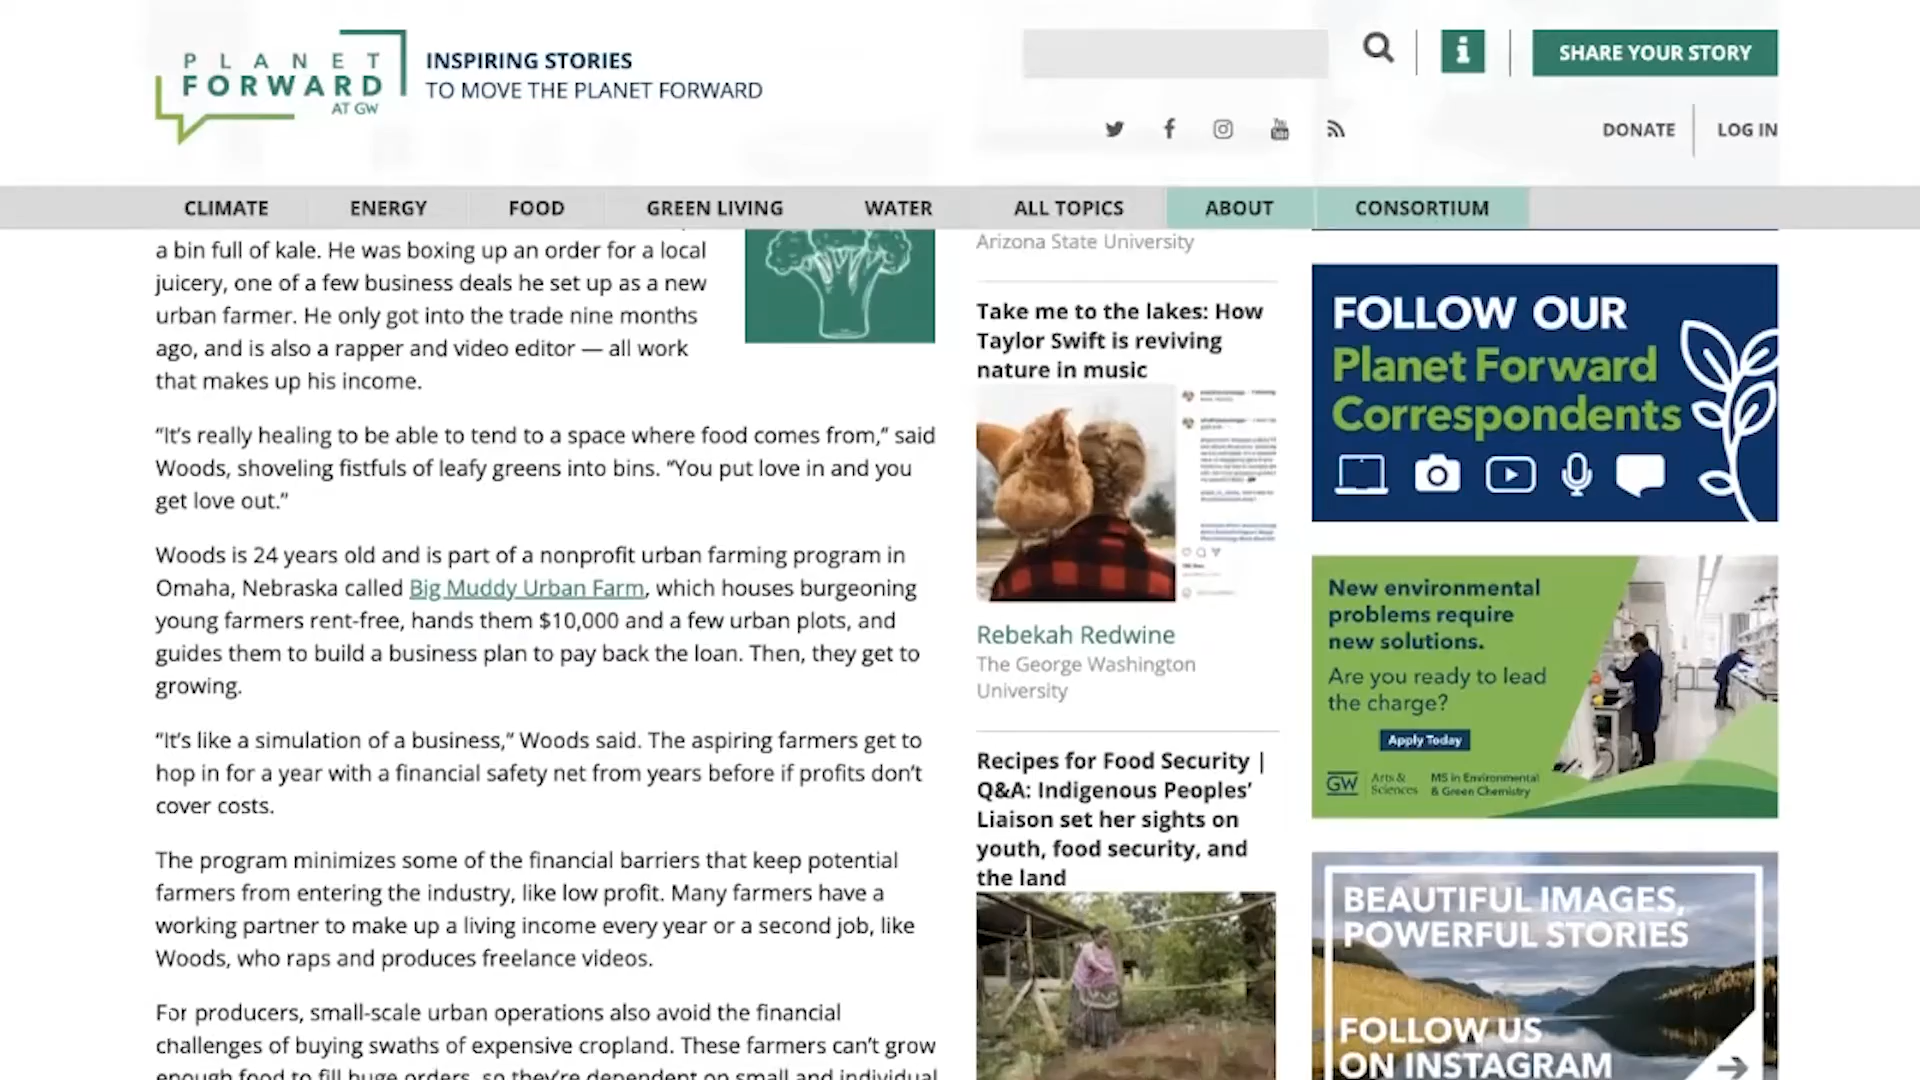 PLANET
FORWARD
AT GW
INSPIRING STORIES
TO MOVE THE PLANET FORWARD
SHARE YOUR STORY
DONATE
LOG IN
CLIMATE
ENERGY
FOOD
GREEN LIVING
WATER
ALL TOPICS
ABOUT
CONSORTIUM
a bin full of kale. He was boxing up an order for a local
juicery, one of a few business deals he set up as a new
urban farmer. He only got into the trade nine months
ago, and is also a rapper and video editor — all work
that makes up his income.
“It’s really healing to be able to tend to a space where food comes from,” said
Woods, shoveling fistfuls of leafy greens into bins. “You put love in and you
get love out.”
Woods is 24 years old and is part of a nonprofit urban farming program in
Omaha, Nebraska called Big Muddy Urban Farm, which houses burgeoning
young farmers rent-free, hands them $10,000 and a few urban plots, and
guides them to build a business plan to pay back the loan. Then, they get to
growing.
“It’s like a simulation of a business,” Woods said. The aspiring farmers get to
hop in for a year with a financial safety net from years before if profits don’t
cover costs.
The program minimizes some of the financial barriers that keep potential
farmers from entering the industry, like low profit. Many farmers have a
working partner to make up a living income every year or a second job, like
Woods, who raps and produces freelance videos.
For producers, small-scale urban operations also avoid the financial
challenges of buying swaths of expensive cropland. These farmers can’t grow
enough food to fill huge orders, so they’re dependent on small and individual
Arizona State University
Take me to the lakes: How
Taylor Swift is reviving
nature in music
Rebekah Redwine
The George Washington
University
Recipes for Food Security |
Q&A: Indigenous Peoples’
Liaison set her sights on
youth, food security, and
the land
FOLLOW OUR
Planet Forward
Correspondents
New environmental
problems require
new solutions.
Are you ready to lead
the charge?
Apply Today
GW
Arts &
Sciences
MS in Environmental
& Green Chemistry
BEAUTIFUL IMAGES,
POWERFUL STORIES
FOLLOW US
ON INSTAGRAM